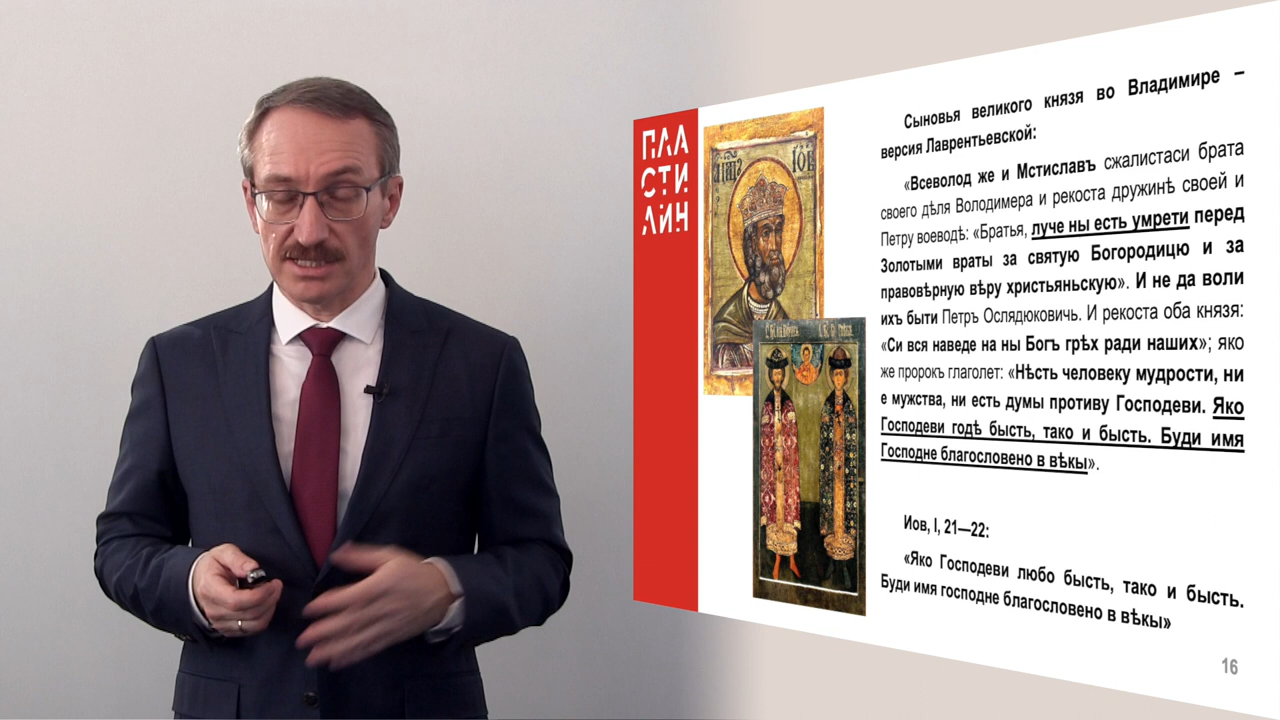 ПЛА
СТИ
ЛИН
Сыновья великого князя во Владимире –
версия Лаврентьевской:
«Всеволод же и Мстиславъ сжалистаси брата
своего дѣля Володимера и рекоста дружинѣ своей и
Петру воеводѣ: «Братья, луче ны есть умрети перед
Золотыми враты за святую Богородицю и за
правовѣрную вѣру христьяньскую». И не да воли
ихъ быти Петръ Ослядюковичь. И рекоста оба князя:
«Си вся наведе на ны Богъ грѣх ради наших»; яко
же пророкъ глаголет: «Нѣсть человеку мудрости, ни
е мужства, ни есть думы противу Господеви. Яко
Господеви годѣ бысть, тако и бысть. Буди имя
Господне благословено в вѣкы».
Иов, I, 21—22:
«Яко Господеви любо бысть, тако и бысть.
Буди имя господне благословено в вѣкы»
16